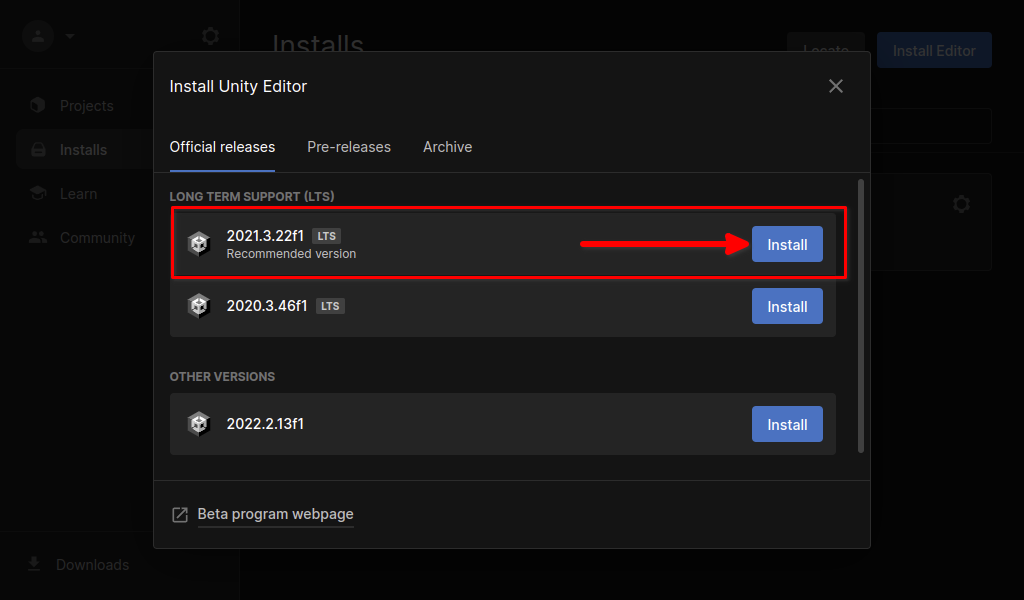 Installs
Locate
Install Editor
Install Unity Editor
Projects
Official releases
Pre-releases
Archive
Installs
Learn
LONG TERM SUPPORT (LTS)
2021.3.22f1 LTS
Recommended version
Install
Community
2020.3.46f1 LTS
Install
OTHER VERSIONS
2022.2.13f1
Install
Beta program webpage
Downloads